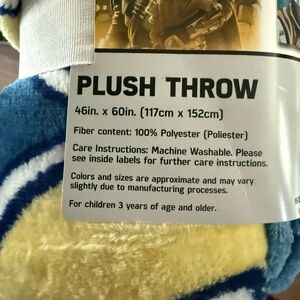 PLUSH THROW
46in. x 60in. (117cm x 152cm)
Fiber content: 100% Polyester (Poliester)
Care Instructions: Machine Washable. Please
see inside labels for further care instructions.
Colors and sizes are approximate and may vary
slightly due to manufacturing processes.
For children 3 years of age and older.